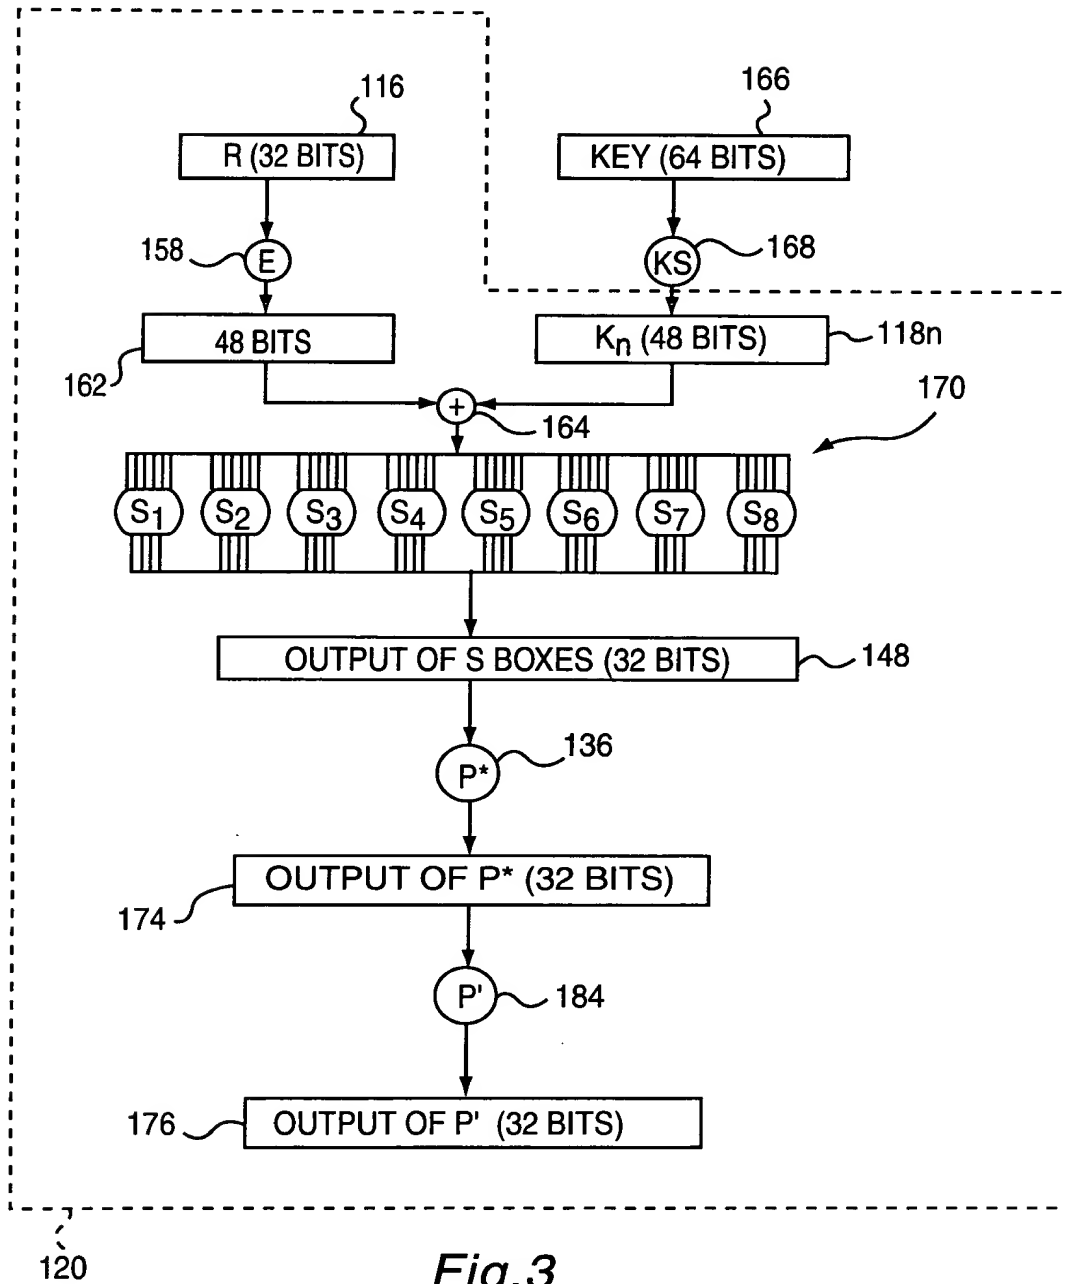 116
166
R (32 BITS)
KEY (64 BITS)
158
E
KS
168
48 BITS
Kn (48 BITS)
118n
162
+
164
170
S1 S2 S3 S4 S5 S6 S7 S8
OUTPUT OF S BOXES (32 BITS)
148
136
P*
OUTPUT OF P* (32 BITS)
174
P'
184
176
OUTPUT OF P' (32 BITS)
120
Fig.3